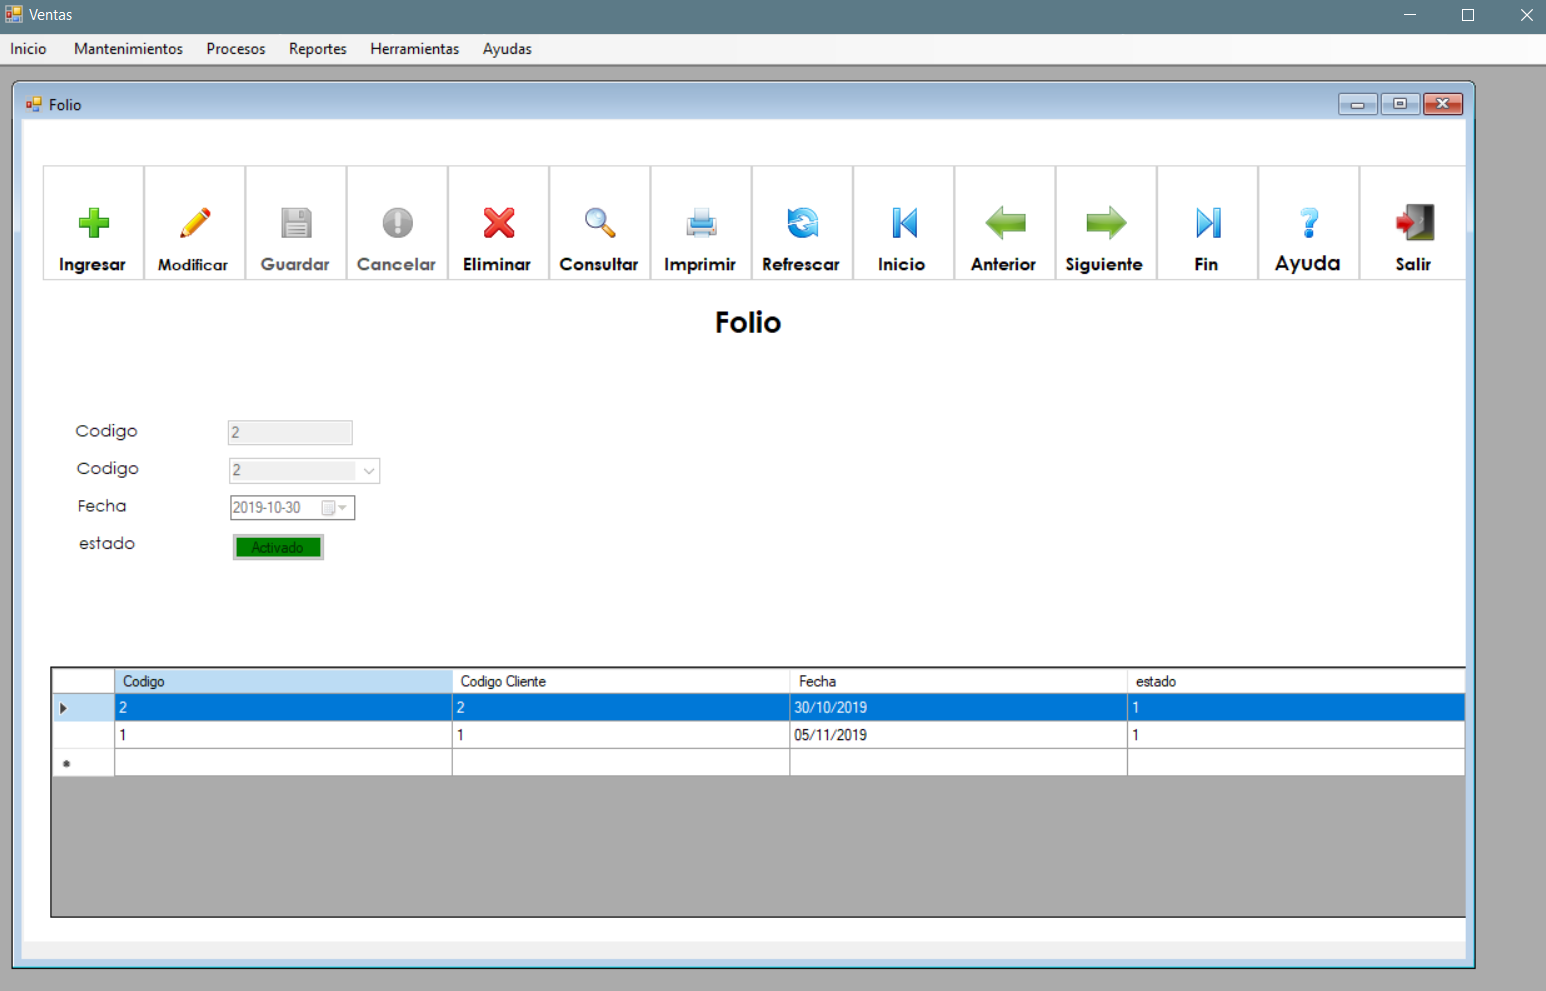 Ventas
Inicio Mantenimientos Procesos Reportes Herramientas Ayudas
Folio
Ingresar Modificar Guardar Cancelar Eliminar Consultar Imprimir Refrescar Inicio Anterior Siguiente Fin Ayuda Salir
Folio
Codigo 2
Codigo 2
Fecha 2019-10-30
estado Activado
Codigo Codigo Cliente Fecha estado
2 2 30/10/2019 1
1 1 05/11/2019 1